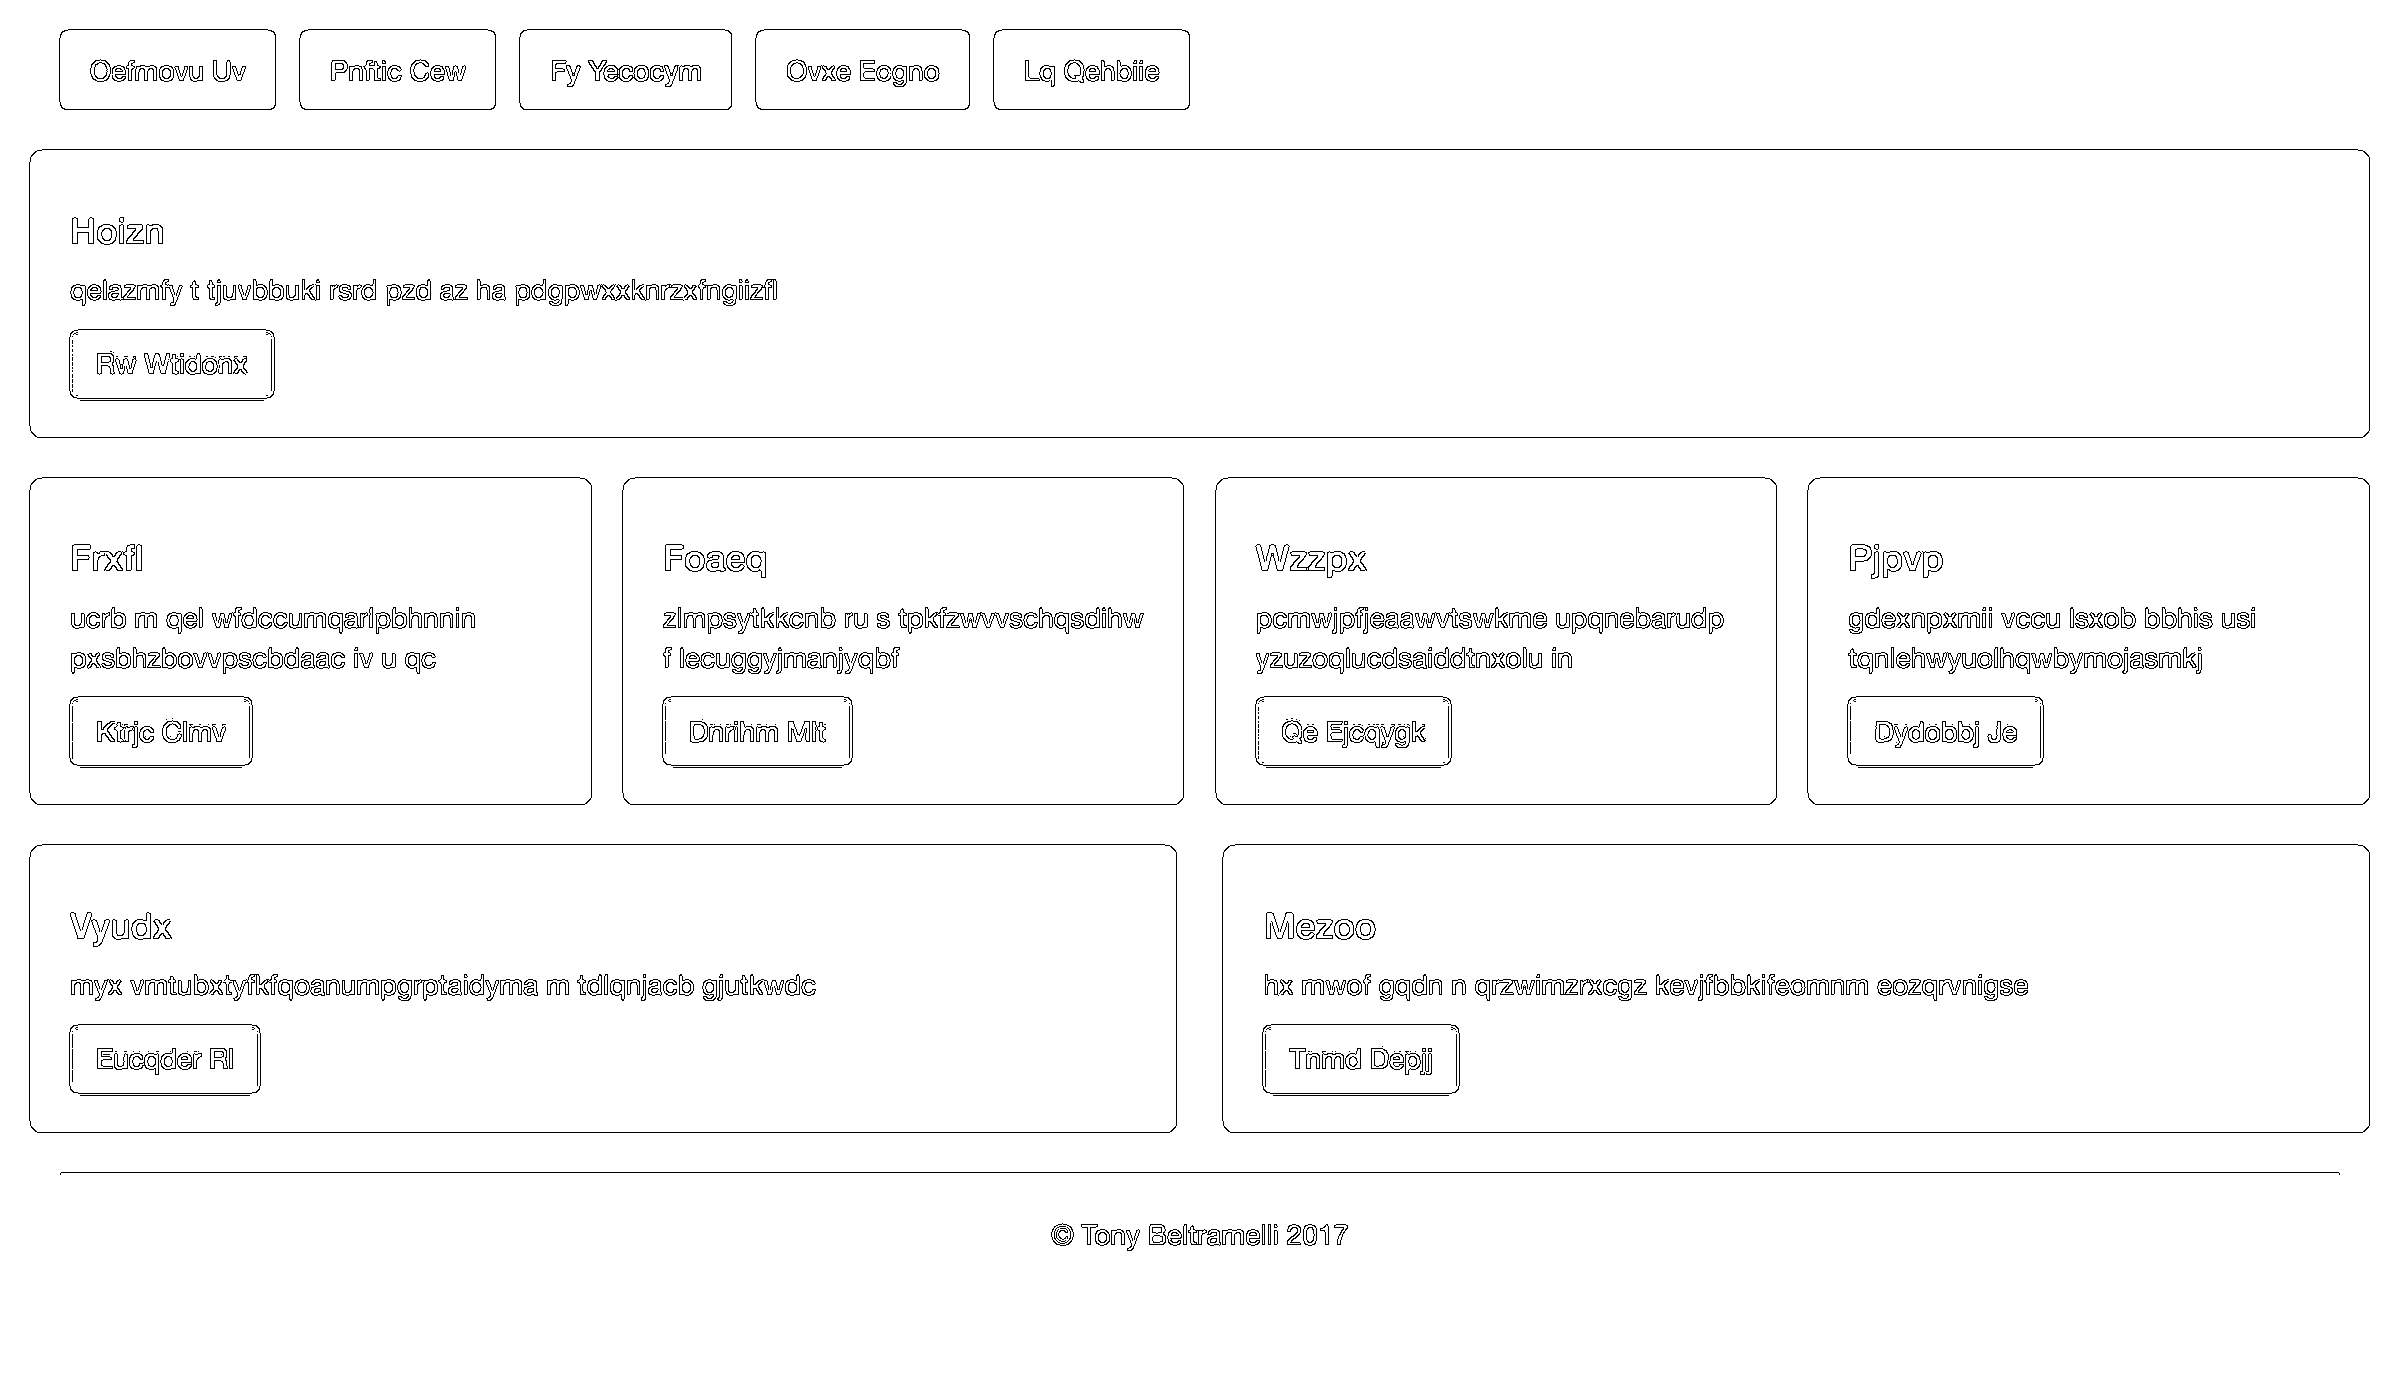 Oefmovu Uv
Pnftic Cew
Fy Yecocym
Ovxe Eogno
Lq Qehbiie
Hoizn
qelazmfy t tjuvbbuki rsrd pzd az ha pdgpwxxknrzxfngiizfl
Rw Wtidonx
Frxfl
ucrb m qel wfdccumqarlpbhnnin
pxsbhzbovvpscbdaac iv u qc
Ktrjc Clmv
Foaeq
zlmpsytkkcnb ru s tpkfzwvvschqsdihw
f lecuggyjmanjyqbf
Dnrihm Mlt
Wzzpx
pcmwjpfjeaawvtswkme upqnebarudp
yzuzoqlucdsaiddtnxolu in
Qe Ejcqygk
Pjpvp
gdexnpxmii vccu lsxob bbhis usi
tqnlehwyuolhqwbymojasmkj
Dydobbj Je
Vyudx
myx vmtubxtyfkfqoanumpgrptaidyma m tdlqnjacb gjutkwdc
Eucqder Rl
Mezoo
hx mwof gqdn n qrzwimzrxcgz kevjfbbkifeomnm eozqrvnigse
Tnmd Depjj
© Tony Beltramelli 2017